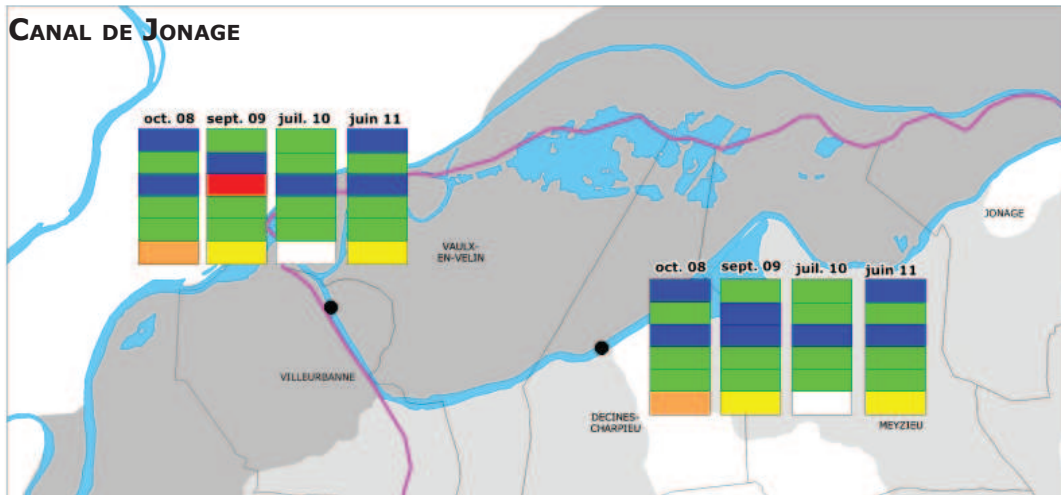 CANAL DE JONAGE
oct. 08 sept. 09 juil. 10 juin 11
JONAGE
VAULX-
EN-VELIN
oct. 08 sept. 09 juil. 10 juin 11
VILLEURBANNE
DECINES-
CHARPIEU
MEYZIEU